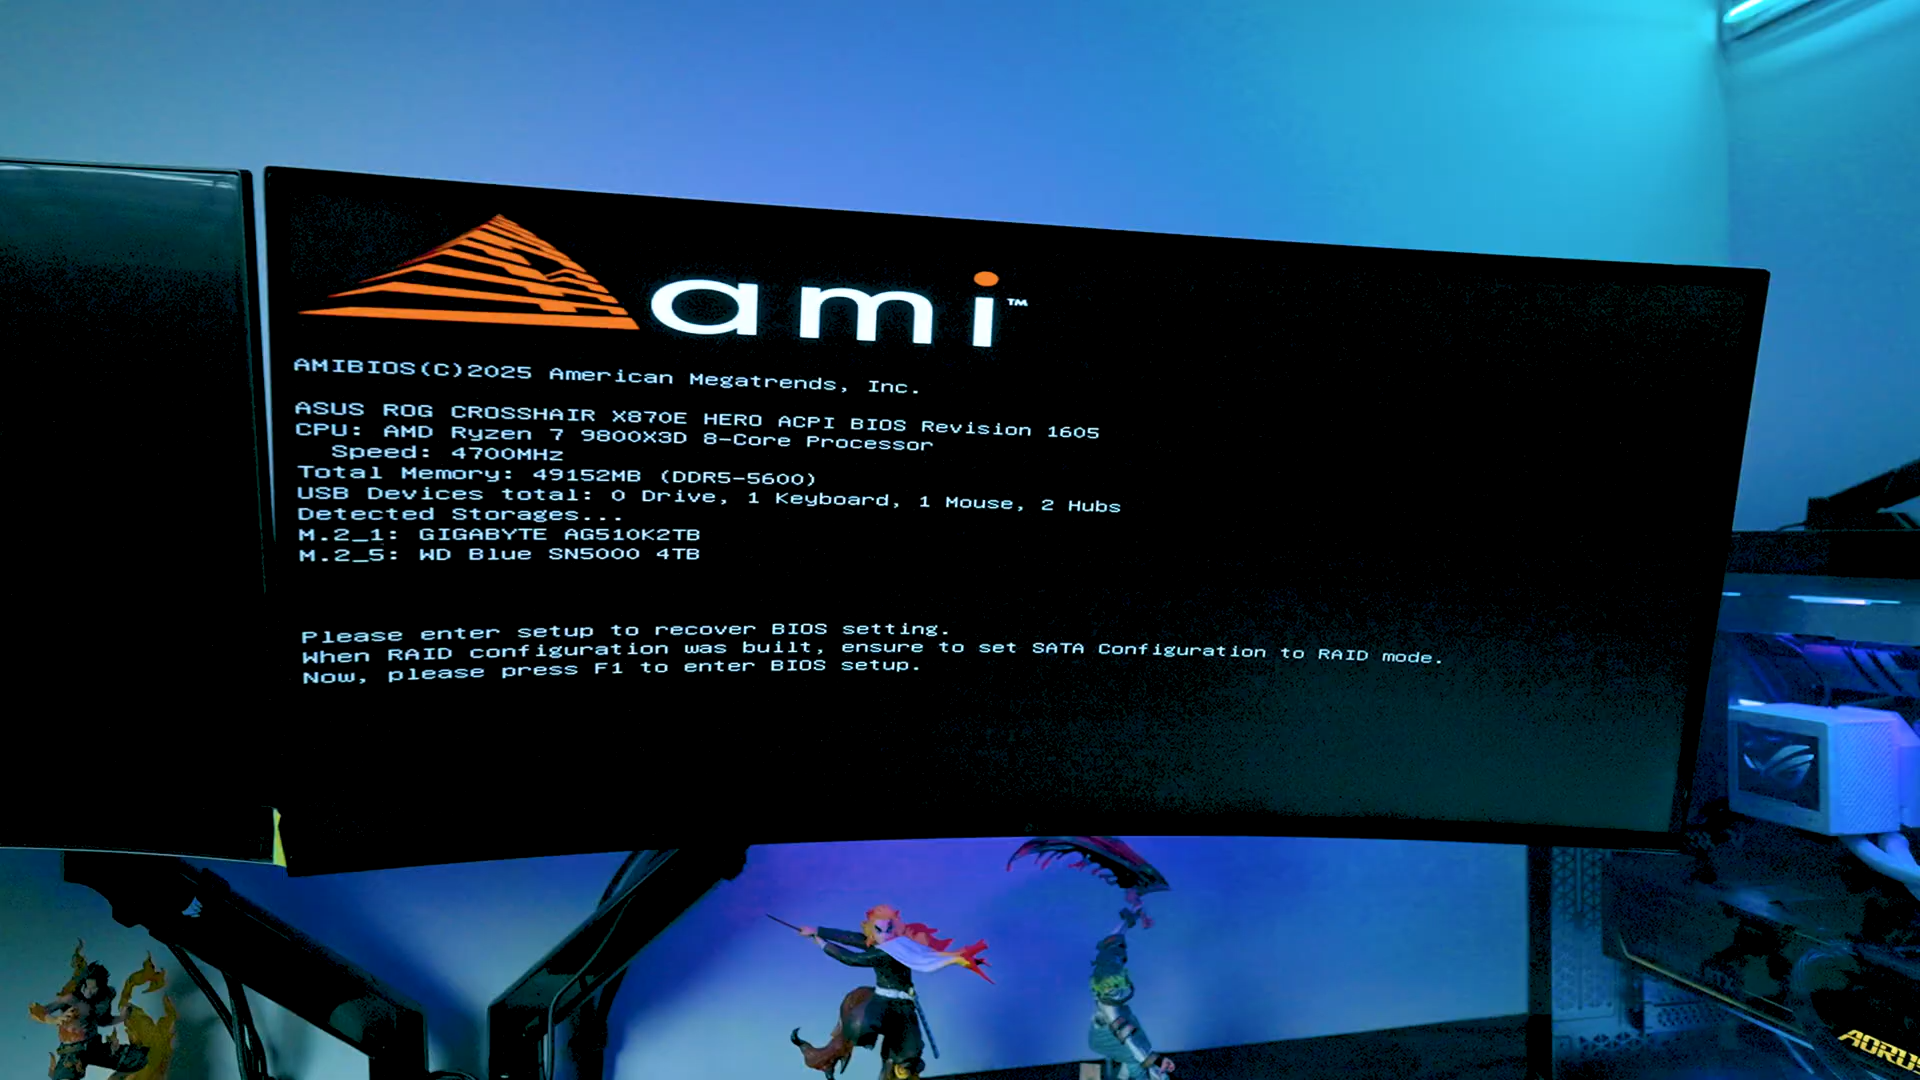 ami™
AMIBIOS(C)2025 American Megatrends, Inc.
ASUS ROG CROSSHAIR X870E HERO ACPI BIOS Revision 1605
CPU: AMD Ryzen 7 9800X3D 8-Core Processor
Speed: 4700MHz
Total Memory: 49152MB (DDR5-5600)
USB Devices total: 0 Drive, 1 Keyboard, 1 Mouse, 2 Hubs
Detected Storages...
M.2_1: GIGABYTE AG510K2TB
M.2_5: WD Blue SN5000 4TB
Please enter setup to recover BIOS setting.
When RAID configuration was built, ensure to set SATA Configuration to RAID mode.
Now, please press F1 to enter BIOS setup.
AORUS